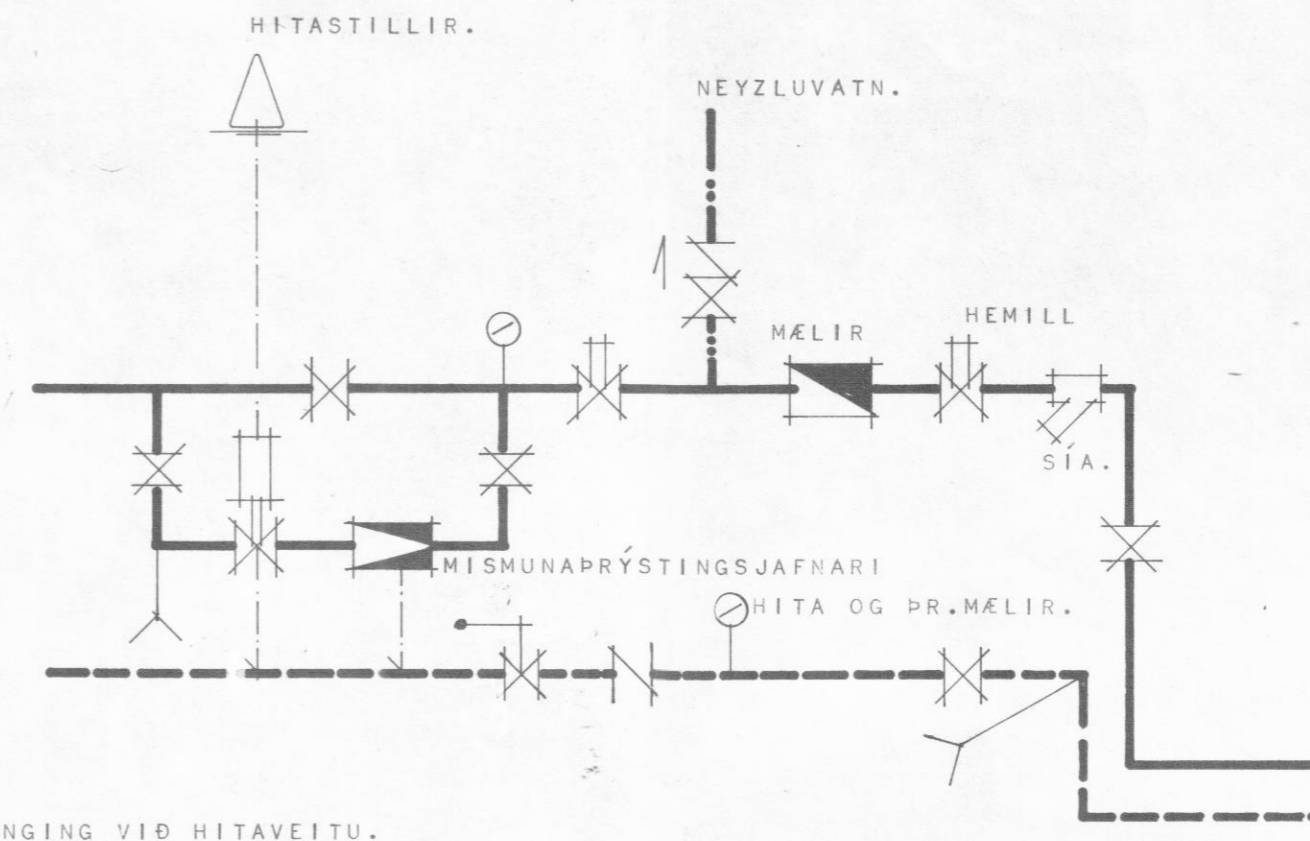 HITASTILLIR.
NEYZLUVATN.
MÆLIR
HEMILL
SÍA.
MISMUNAÞRÝSTINGSJAFNARI
HITA OG ÞR.MÆLIR.
NGING VIÐ HITAVEITU.